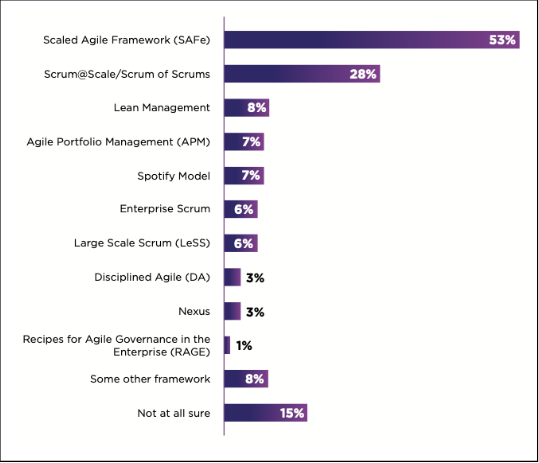 Scaled Agile Framework (SAFe) 53%
Scrum@Scale/Scrum of Scrums 28%
Lean Management 8%
Agile Portfolio Management (APM) 7%
Spotify Model 7%
Enterprise Scrum 6%
Large Scale Scrum (LeSS) 6%
Disciplined Agile (DA) 3%
Nexus 3%
Recipes for Agile Governance in the
Enterprise (RAGE) 1%
Some other framework 8%
Not at all sure 15%